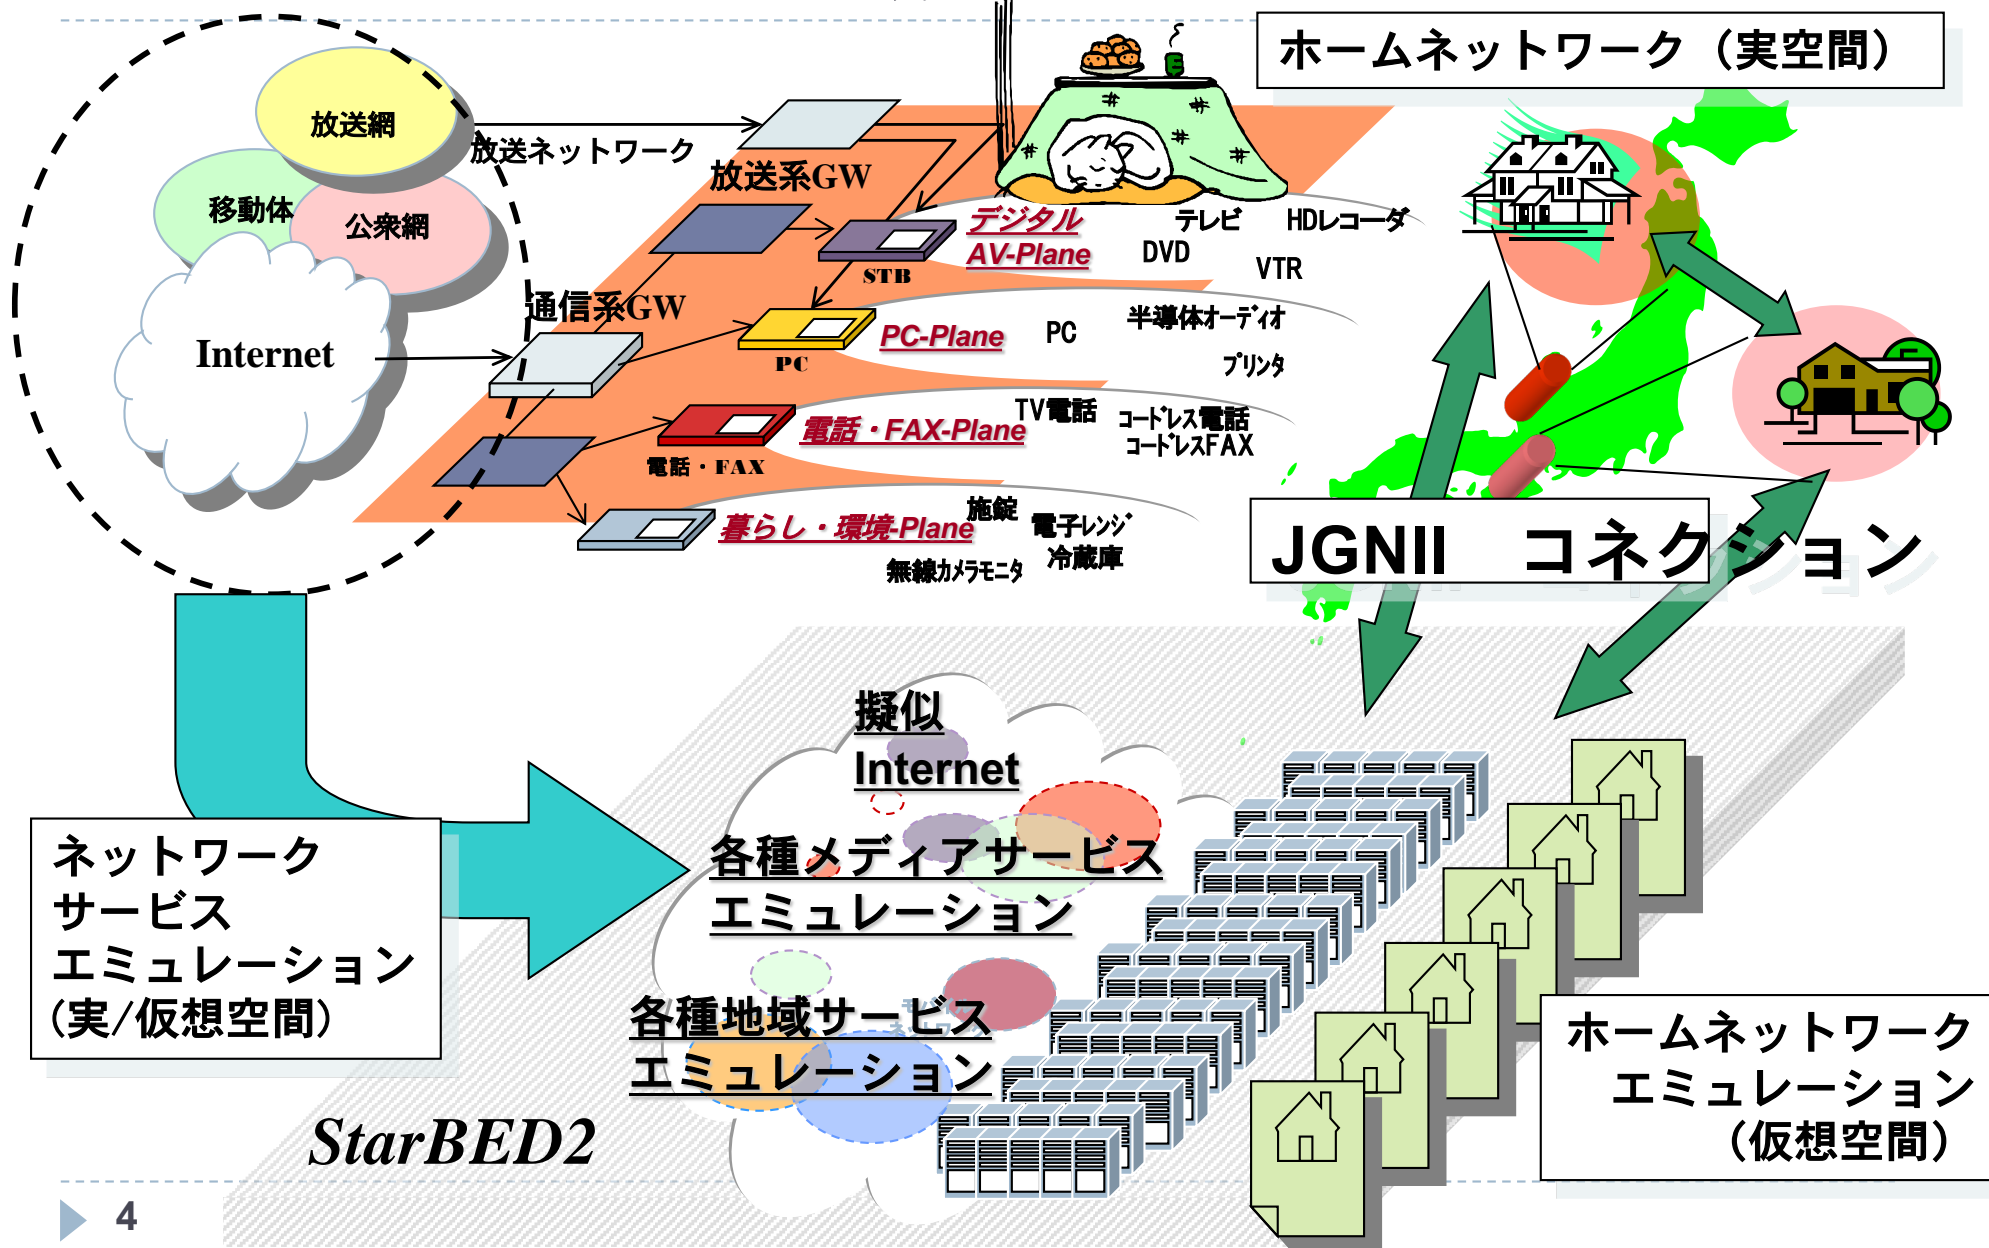 ホームネットワーク（実空間）
放送網
移動体
公衆網
Internet
放送ネットワーク
放送系GW
通信系GW
デジタル
AV-Plane
テレビ
HDレコーダ
DVD
VTR
STB
PC-Plane
PC
半導体オーディオ
プリンタ
PC
電話・FAX-Plane
TV電話
コードレス電話
コードレスFAX
電話・FAX
暮らし・環境-Plane
施錠
電子レンジ
冷蔵庫
無線カメラモニタ
JGNII　コネクション
擬似
Internet
各種メディアサービス
エミュレーション
各種地域サービス
エミュレーション
ネットワーク
サービス
エミュレーション
(実/仮想空間)
ホームネットワーク
エミュレーション
（仮想空間）
StarBED2
4